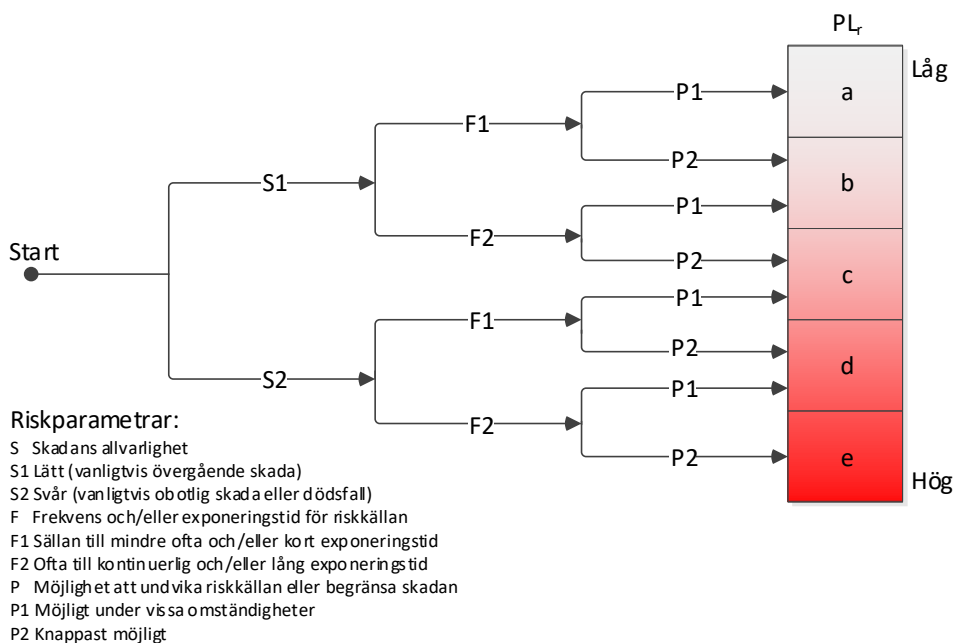 PLr
Låg
P1
a
F1
P2
S1
b
P1
F2
P2
Start
c
P1
F1
P2
S2
d
P1
F2
P2
e
Hög
Riskparametrar:
S Skadans allvarlighet
S1 Lätt (vanligtvis övergående skada)
S2 Svår (vanligtvis obotlig skada eller dödsfall)
F Frekvens och/eller exponeringstid för riskkällan
F1 Sällan till mindre ofta och/eller kort exponeringstid
F2 Ofta till kontinuerlig och/eller lång exponeringstid
P Möjlighet att undvika riskkällan eller begränsa skadan
P1 Möjligt under vissa omständigheter
P2 Knappast möjligt